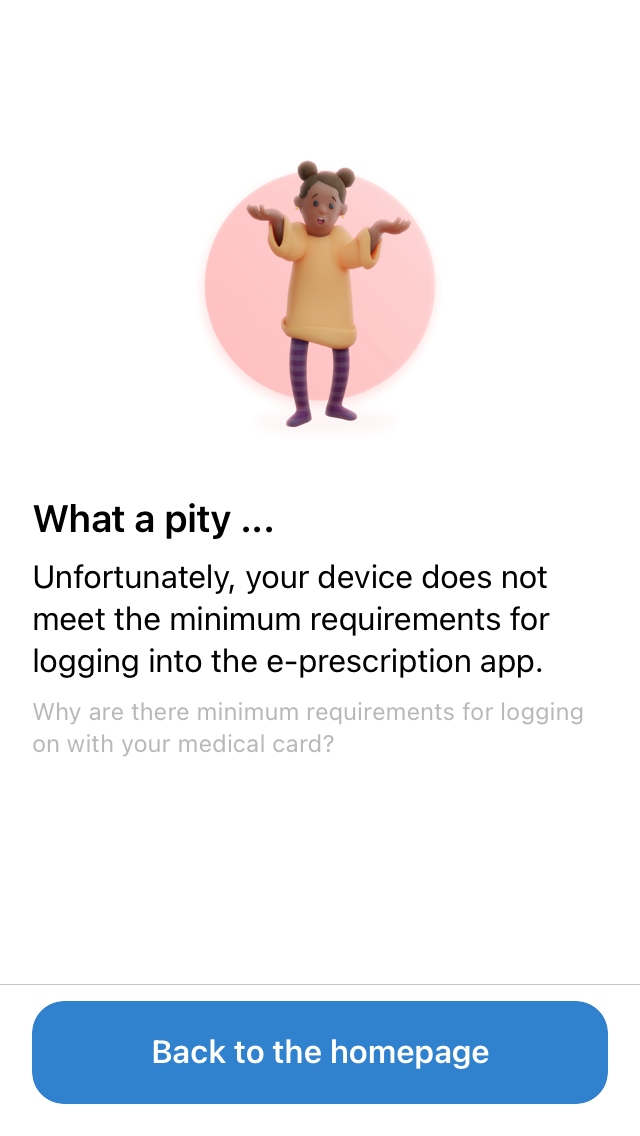 What a pity ...
Unfortunately, your device does not
meet the minimum requirements for
logging into the e-prescription app.
Why are there minimum requirements for logging
on with your medical card?
Back to the homepage